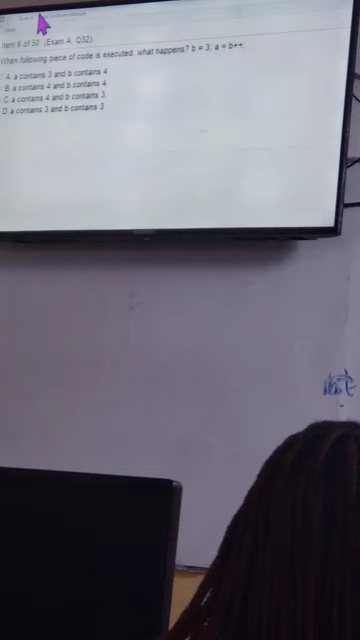 Item 6 of 50 (Exam A, Q32)
When following piece of code is executed, what happens? b = 3; a = b++;
A. a contains 3 and b contains 4
B. a contains 4 and b contains 4
C. a contains 4 and b contains 3.
D. a contains 3 and b contains 3